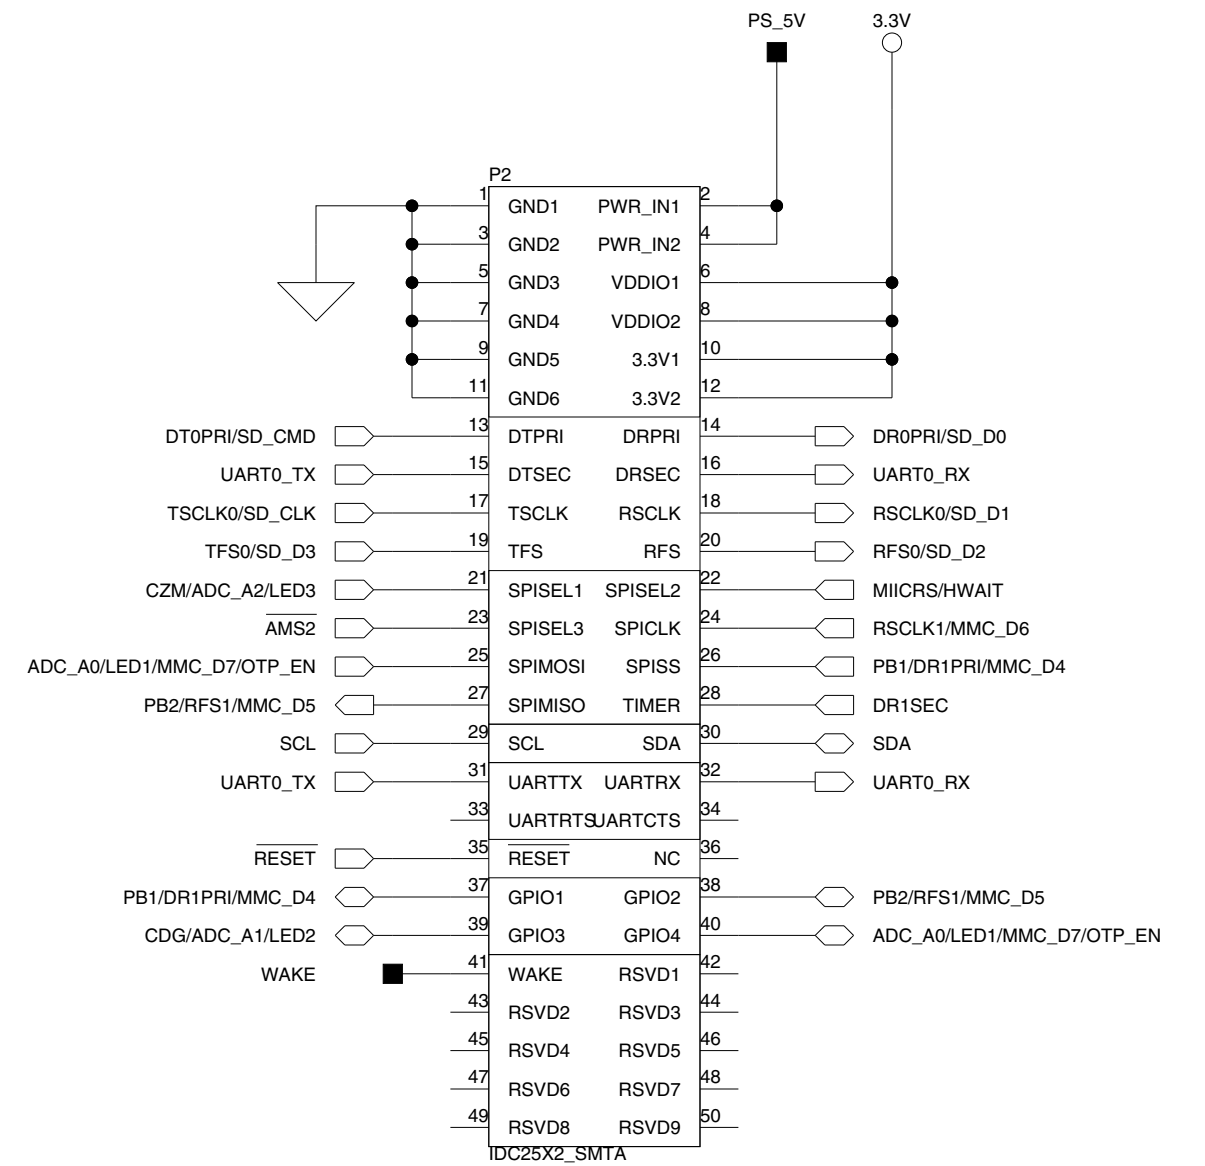 PS_5V 3.3V
P2
1 GND1 PWR_IN1 2
3 GND2 PWR_IN2 4
5 GND3 VDDIO1 6
7 GND4 VDDIO2 8
9 GND5 3.3V1 10
11 GND6 3.3V2 12
DT0PRI/SD_CMD 13 DTPRI DRPRI 14 DR0PRI/SD_D0
UART0_TX 15 DTSEC DRSEC 16 UART0_RX
TSCLK0/SD_CLK 17 TSCLK RSCLK 18 RSCLK0/SD_D1
TFS0/SD_D3 19 TFS RFS 20 RFS0/SD_D2
CZM/ADC_A2/LED3 21 SPISEL1 SPISEL2 22 MIICRS/HWAIT
AMS2 23 SPISEL3 SPICLK 24 RSCLK1/MMC_D6
ADC_A0/LED1/MMC_D7/OTP_EN 25 SPIMOSI SPISS 26 PB1/DR1PRI/MMC_D4
PB2/RFS1/MMC_D5 27 SPIMISO TIMER 28 DR1SEC
SCL 29 SCL SDA 30 SDA
UART0_TX 31 UARTTX UARTRX 32 UART0_RX
33 UARTRTS UARTCTS 34
RESET 35 RESET NC 36
PB1/DR1PRI/MMC_D4 37 GPIO1 GPIO2 38 PB2/RFS1/MMC_D5
CDG/ADC_A1/LED2 39 GPIO3 GPIO4 40 ADC_A0/LED1/MMC_D7/OTP_EN
WAKE 41 WAKE RSVD1 42
43 RSVD2 RSVD3 44
45 RSVD4 RSVD5 46
47 RSVD6 RSVD7 48
49 RSVD8 RSVD9 50
IDC25X2_SMTA